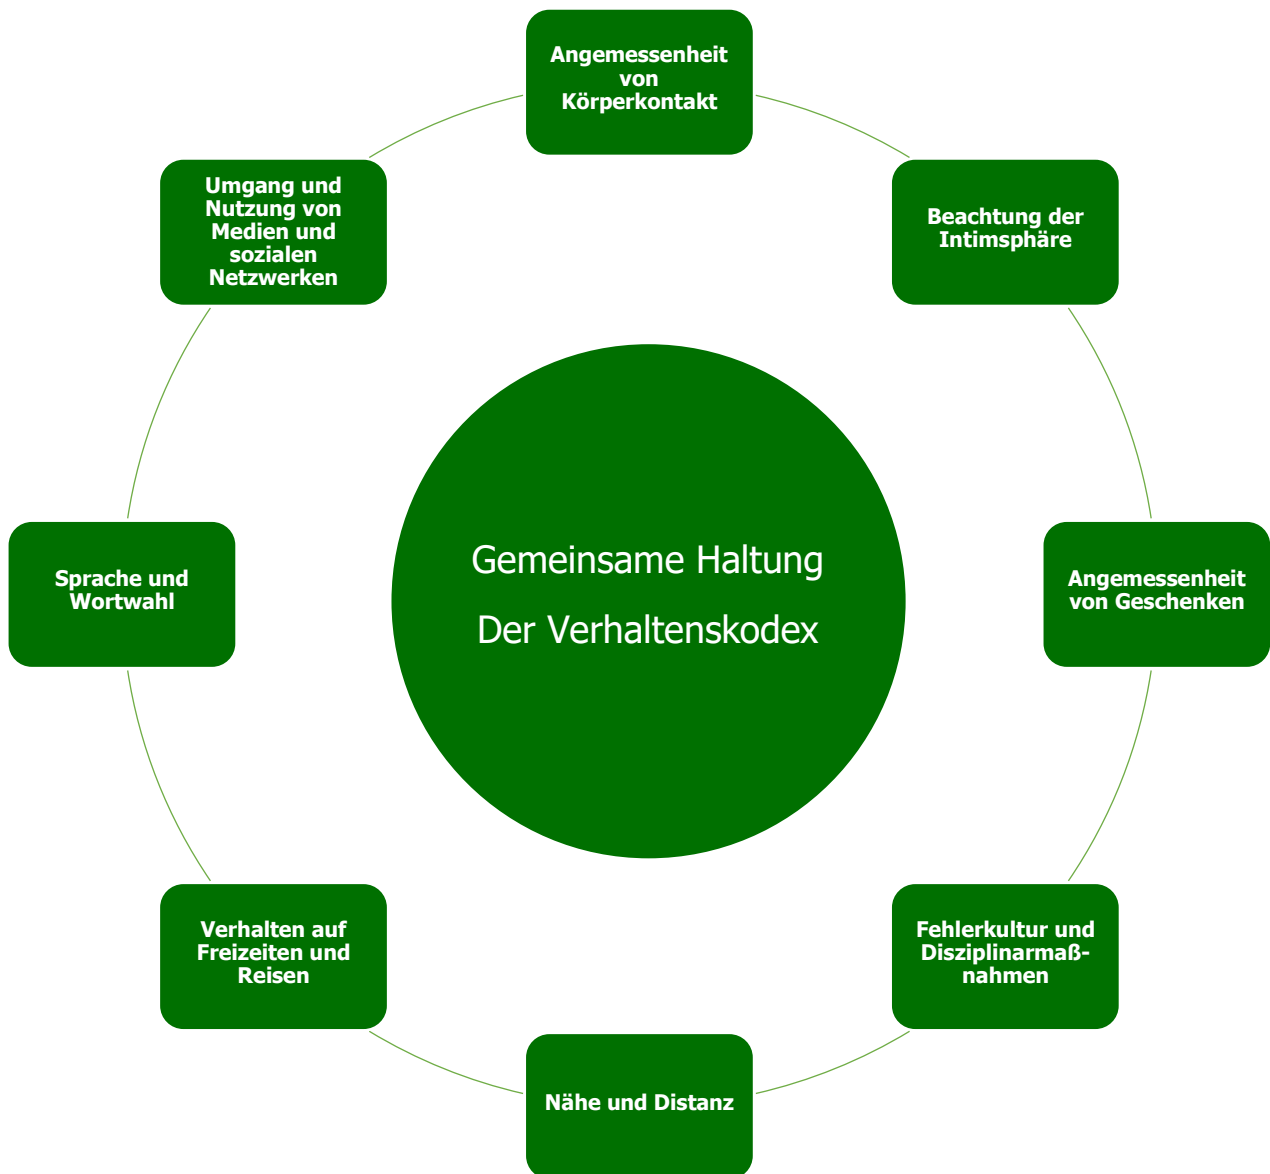 Angemessenheit
von
Körperkontakt
Umgang und
Nutzung von
Medien und
sozialen
Netzwerken
Beachtung der
Intimsphäre
Gemeinsame Haltung
Der Verhaltenskodex
Sprache und
Wortwahl
Angemessenheit
von Geschenken
Verhalten auf
Freizeiten und
Reisen
Fehlerkultur und
Disziplinarmaß-
nahmen
Nähe und Distanz